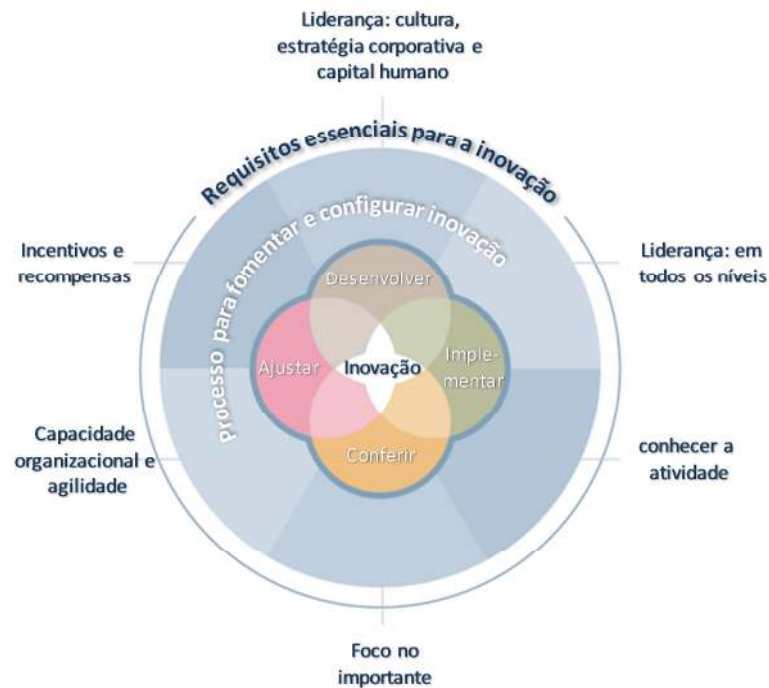 Liderança: cultura,
estratégia corporativa e
capital humano
Requisitos essenciais para a inovação
Processo para fomentar e configurar inovação
Incentivos e
recompensas
Liderança: em
todos os níveis
Desenvolver
Ajustar
Inovação
Imple-
mentar
Conferir
Capacidade
organizacional e
agilidade
conhecer a
atividade
Foco no
importante